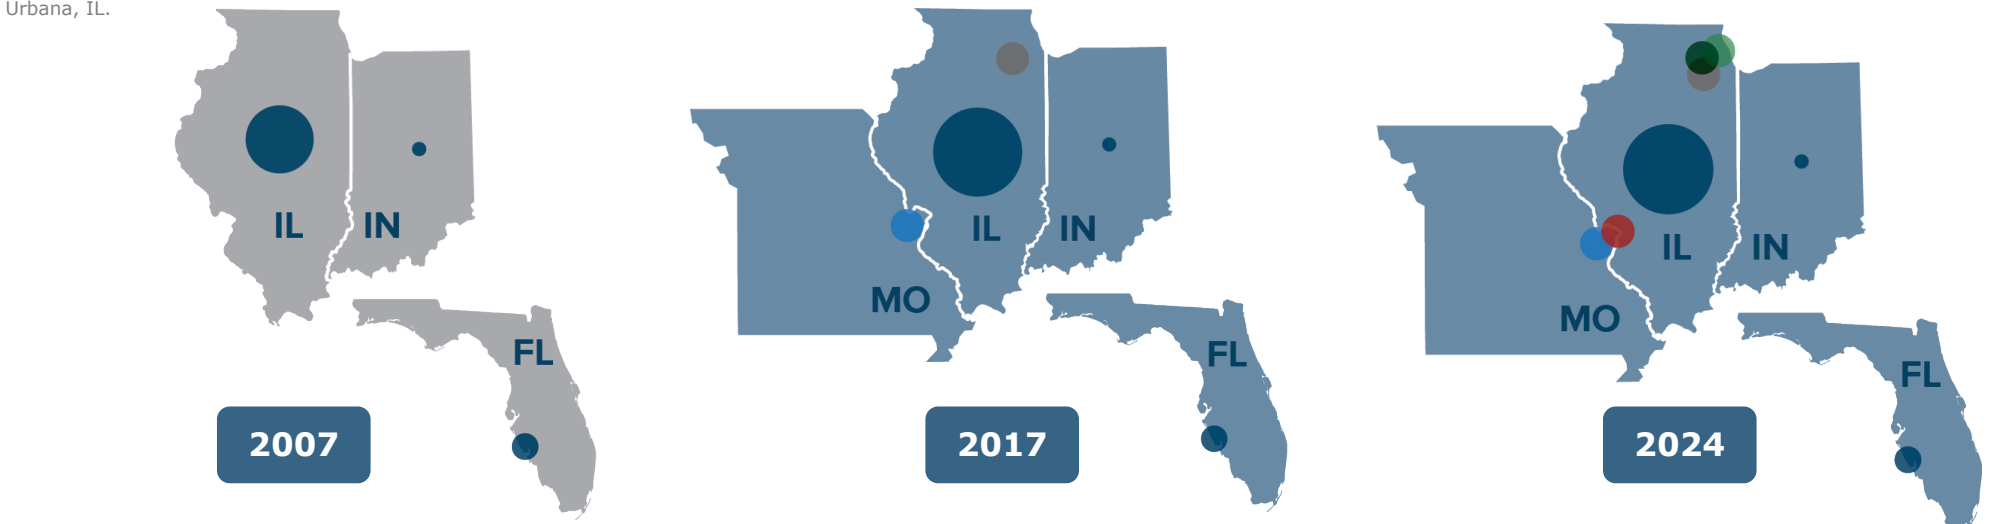 Urbana, IL.
IL
IN
FL
2007
IL
IN
MO
FL
2017
IL
IN
MO
FL
2024